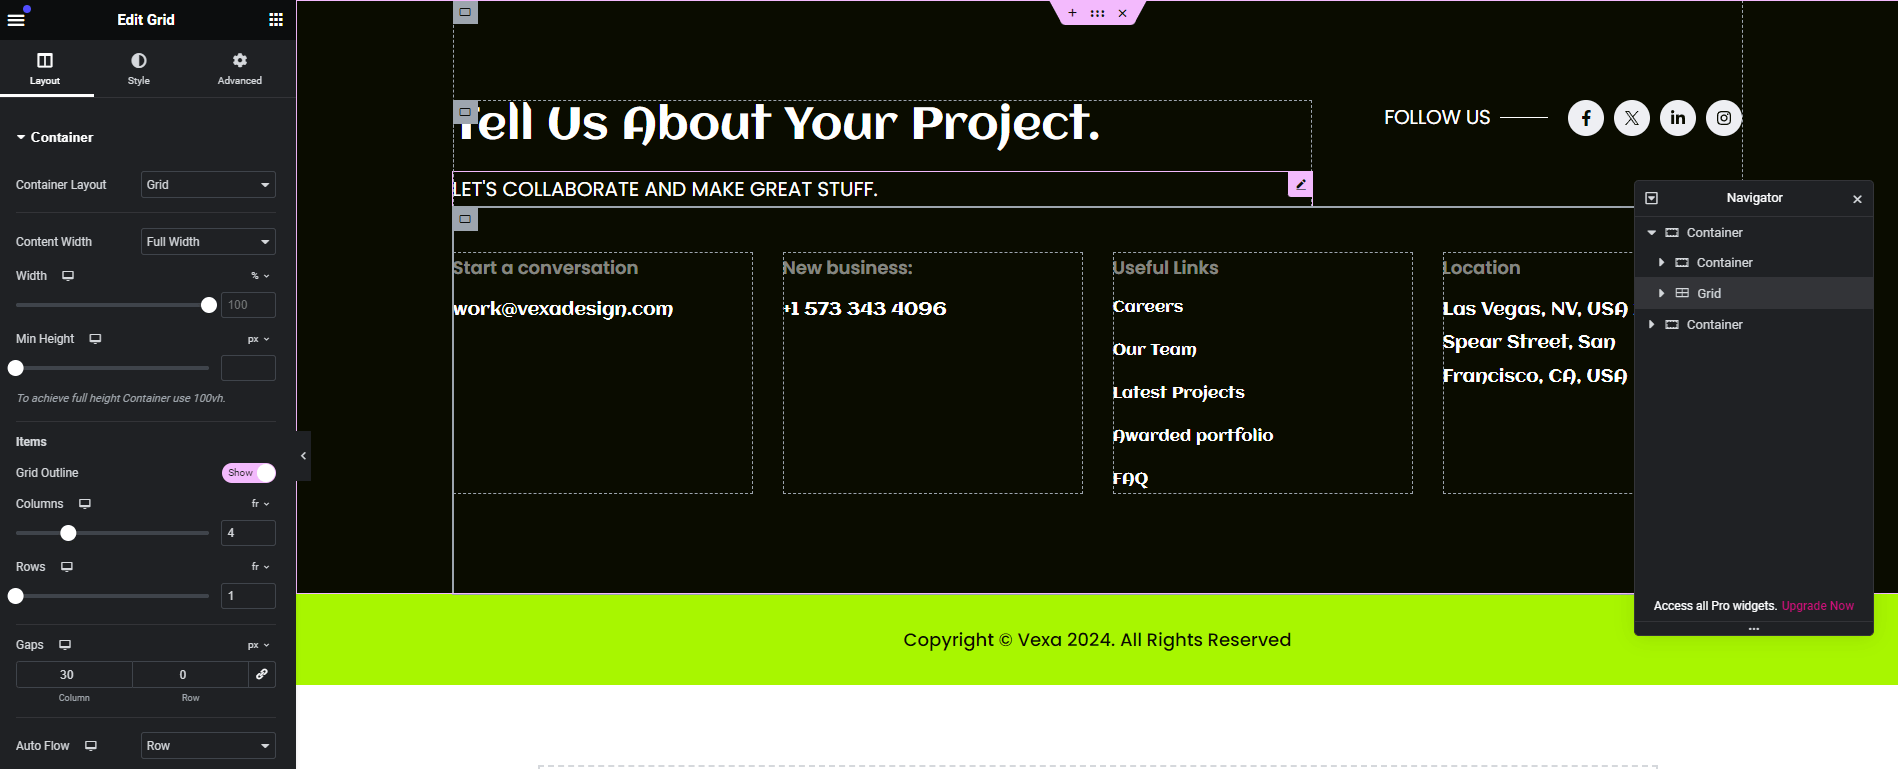 Edit Grid
Layout
Style
Advanced
Container
Container Layout
Grid
Content Width
Full Width
Width
%
100
Min Height
px
To achieve full height Container use 100vh.
Items
Grid Outline
Show
Columns
fr
4
Rows
fr
1
Gaps
px
30
0
Column
Row
Auto Flow
Row
Tell Us About Your Project.
FOLLOW US
LET'S COLLABORATE AND MAKE GREAT STUFF.
Start a conversation
work@vexadesign.com
New business:
+1 573 343 4096
Useful Links
Careers
Our Team
Latest Projects
Awarded portfolio
FAQ
Location
Las Vegas, NV, USA
Spear Street, San
Francisco, CA, USA
Navigator
Container
Container
Grid
Container
Access all Pro widgets. Upgrade Now
Copyright © Vexa 2024. All Rights Reserved